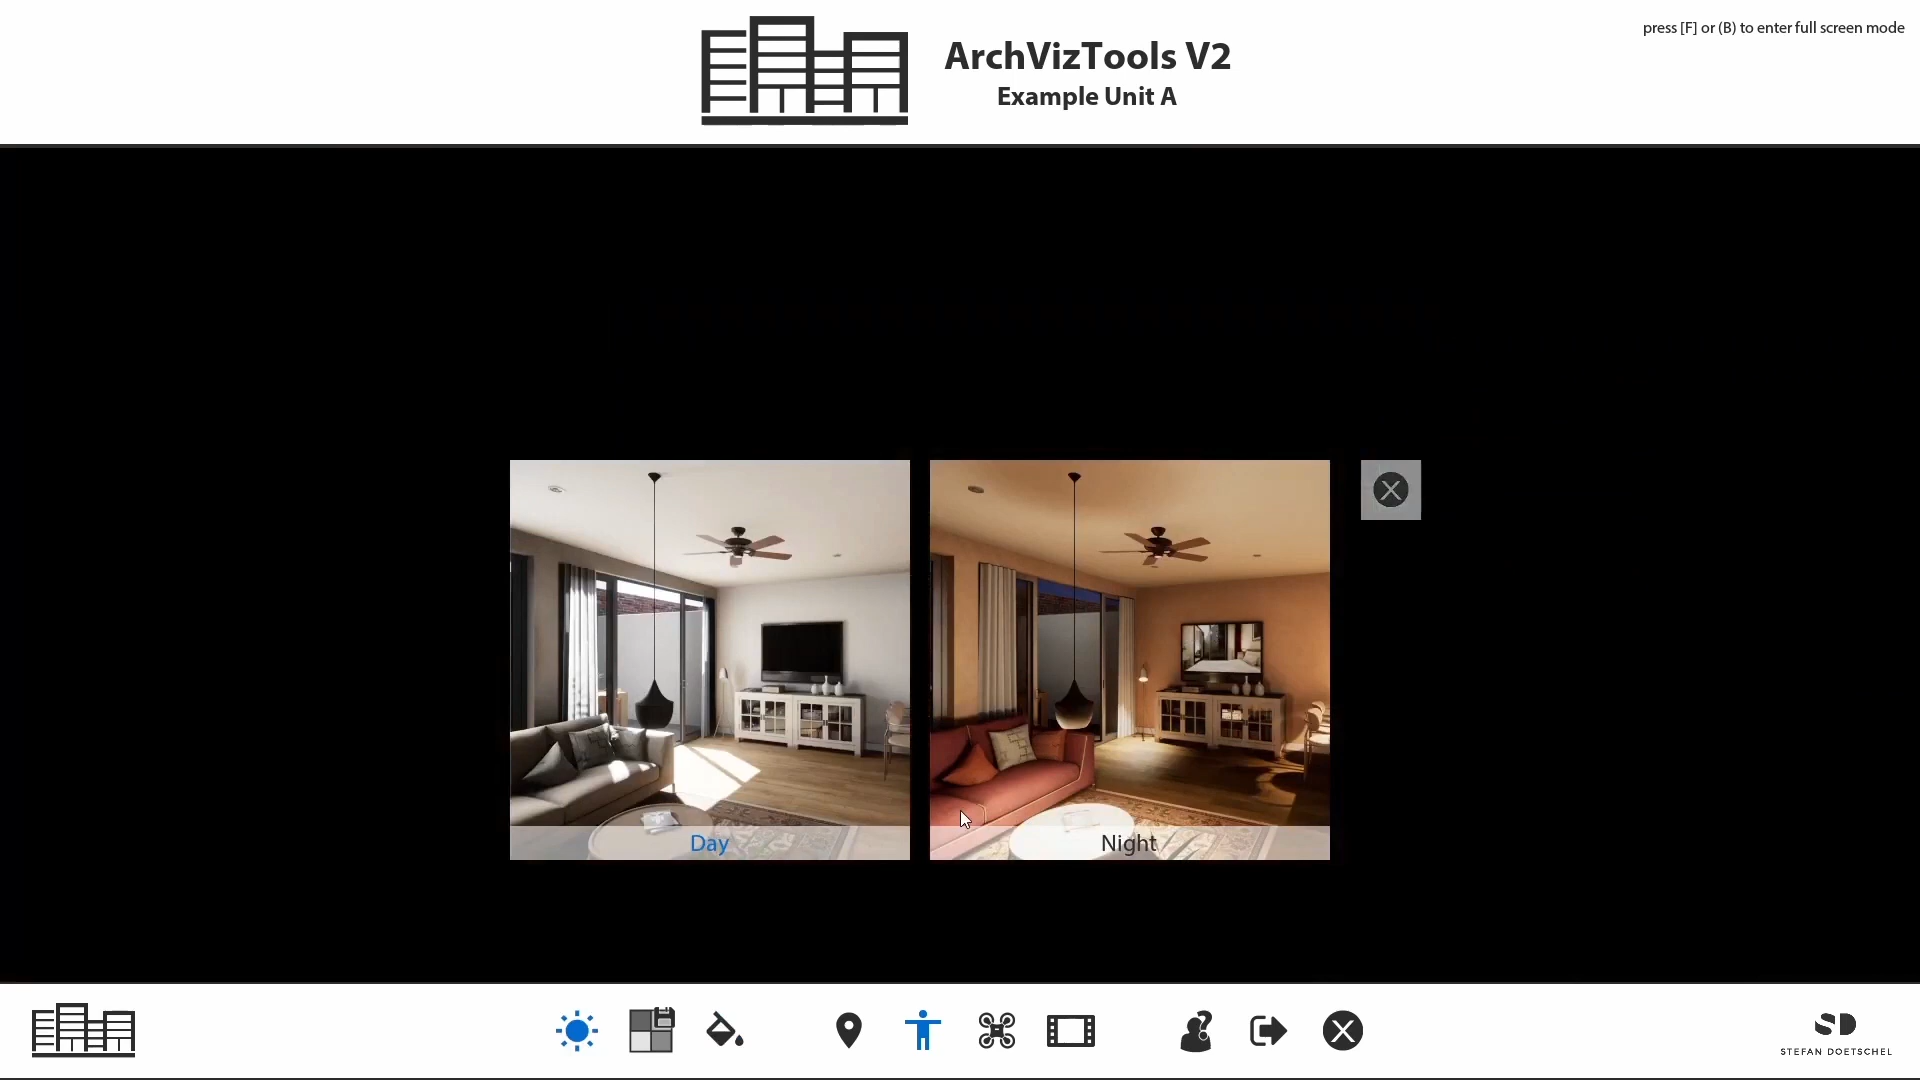 press [F] or (B) to enter full screen mode
ArchVizTools V2
Example Unit A
Day
Night
STEFAN DOETSCHEL